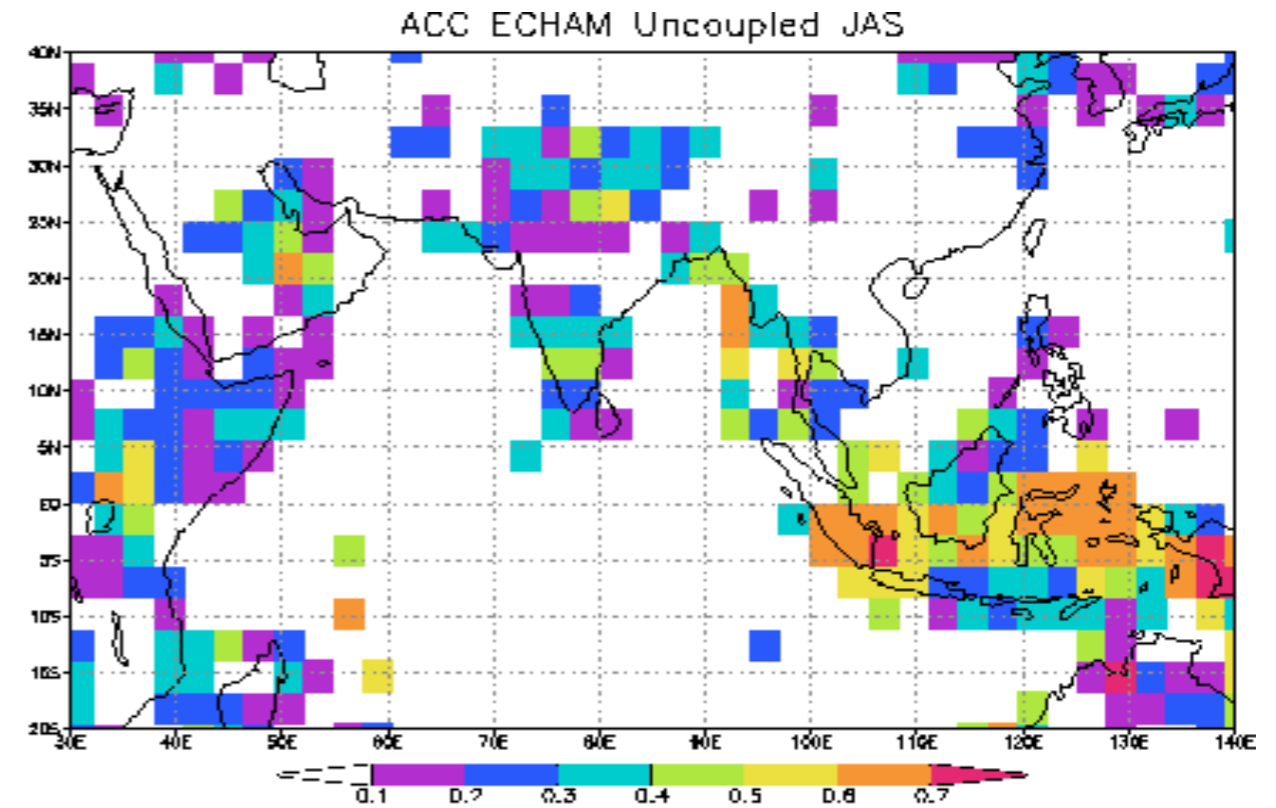 ACC ECHAM Uncoupled JAS
40N
35N
30N
25N
20N
15N
10N
5N
EQ
5S
10S
15S
20S
30E 40E 50E 60E 70E 80E 90E 100E 110E 120E 130E 140E
0.1 0.2 0.3 0.4 0.5 0.6 0.7